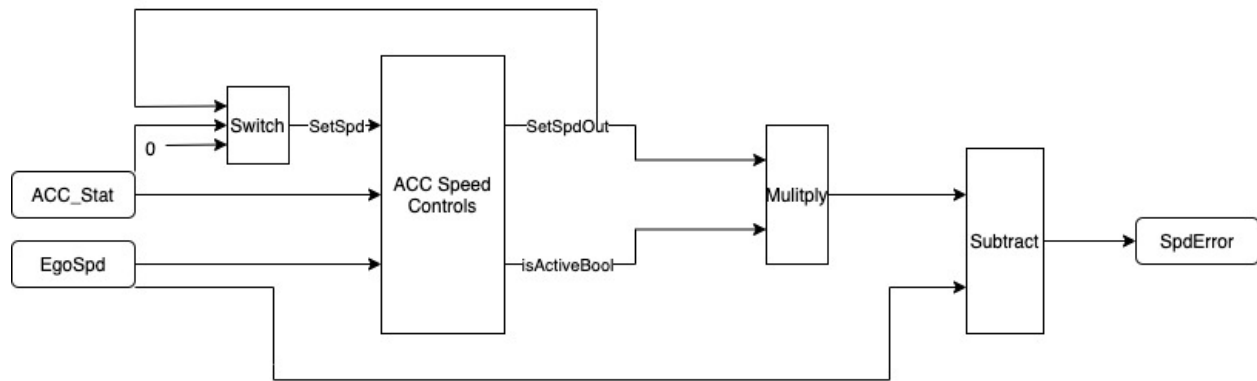 Switch
SetSpd
SetSpdOut
0
ACC_Stat
ACC Speed
Controls
Mulitply
EgoSpd
isActiveBool
Subtract
SpdError